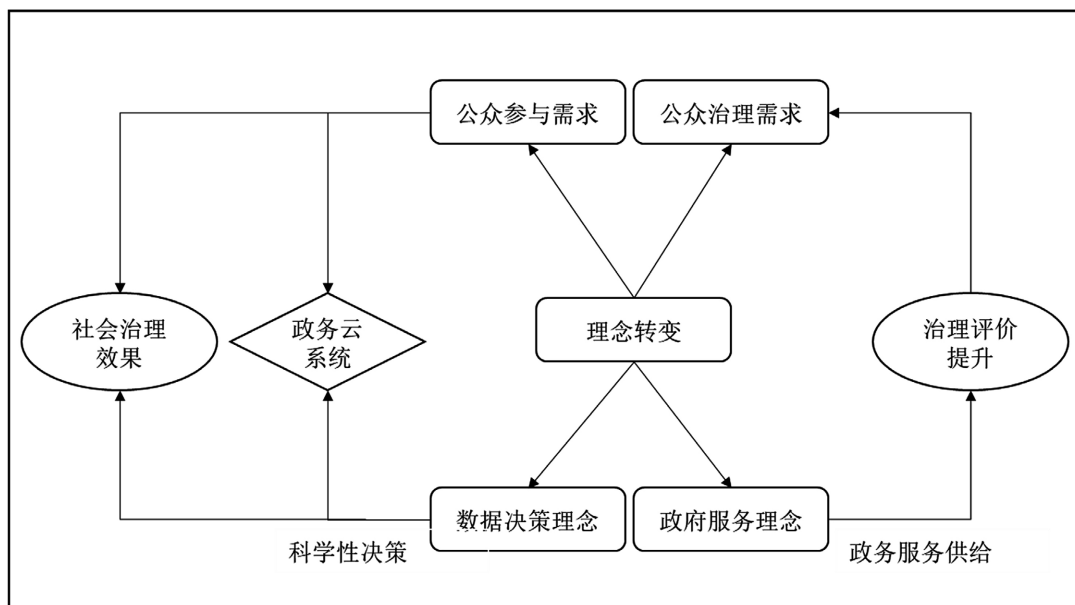 公众参与需求
公众治理需求
社会治理
效果
政务云
系统
理念转变
治理评价
提升
数据决策理念
政府服务理念
科学性决策
政务服务供给